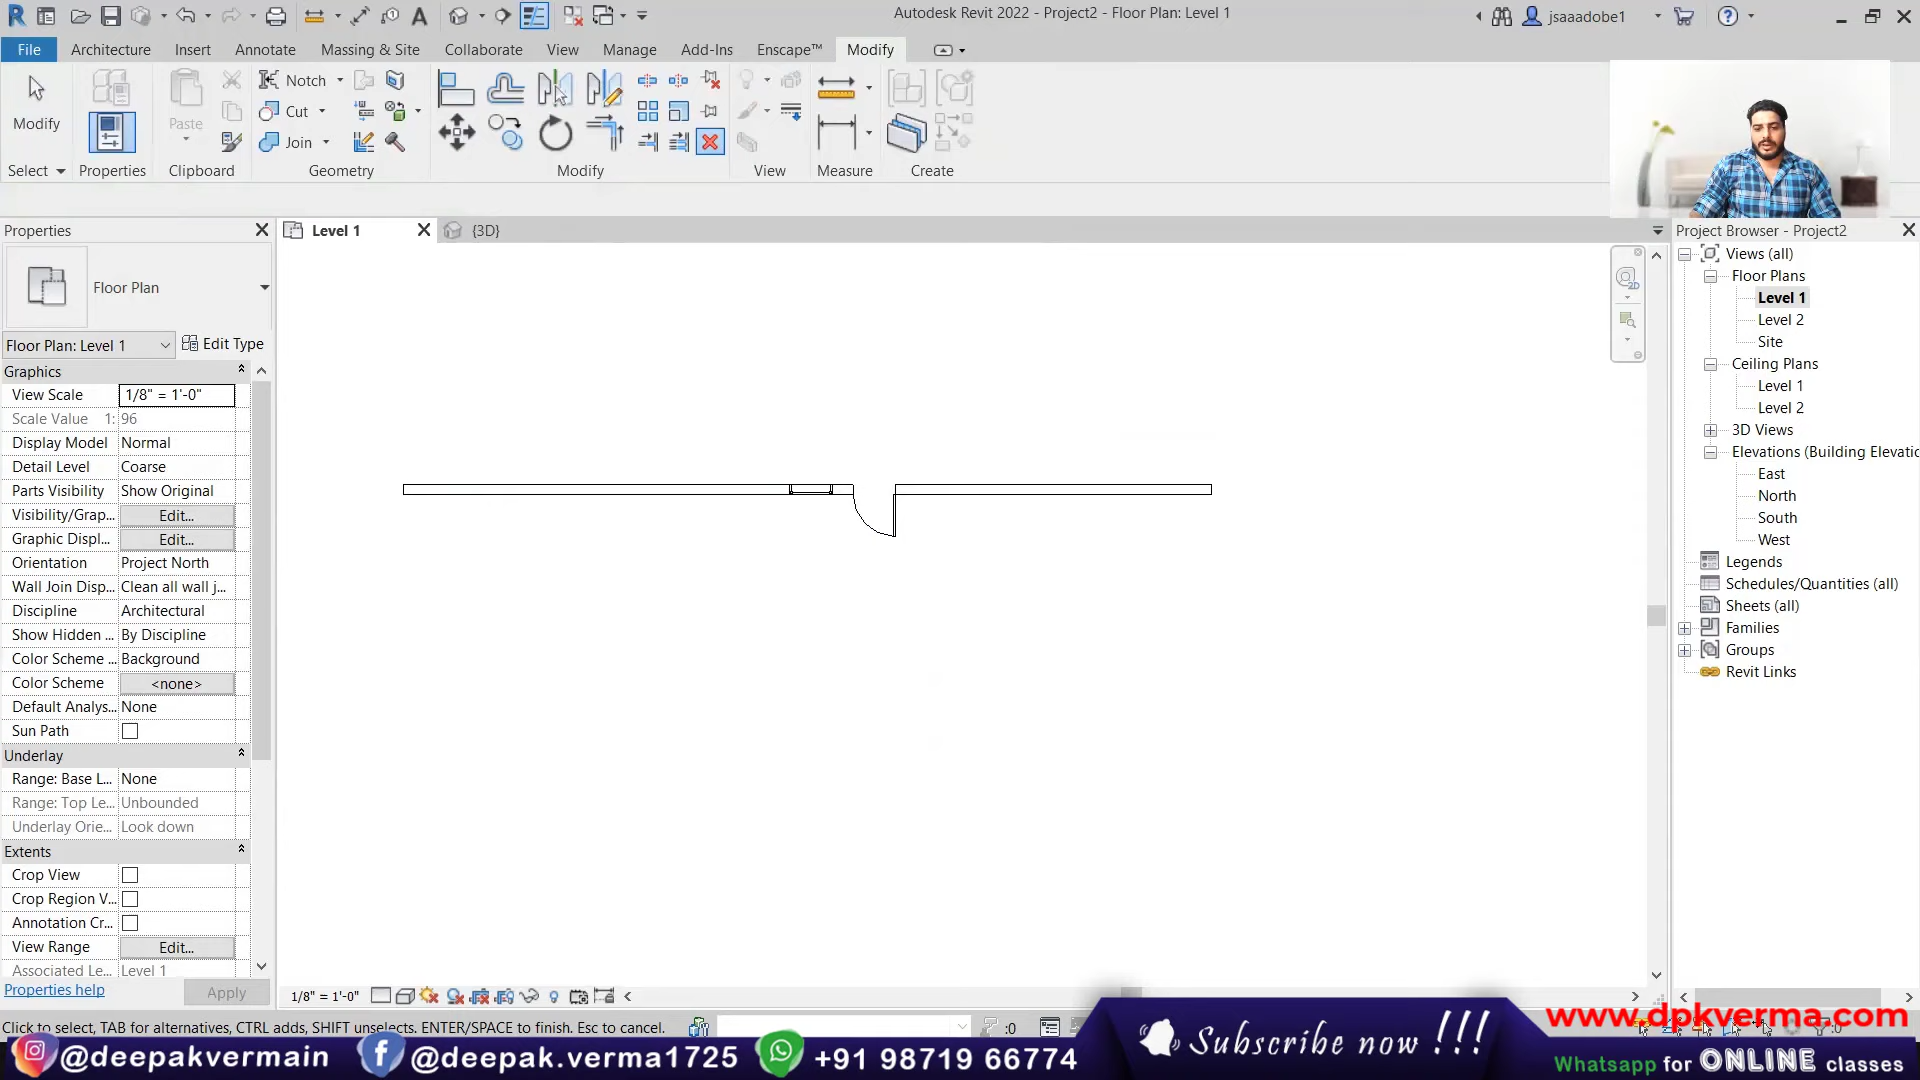 Autodesk Revit 2022 - Project2 - Floor Plan: Level 1
jsaaadobe1
File
Architecture
Insert
Annotate
Massing & Site
Collaborate
View
Manage
Add-Ins
Enscape™
Modify
Modify
Paste
Notch
Cut
Join
Select
Properties
Clipboard
Geometry
Modify
View
Measure
Create
Properties
Level 1
{3D}
Project Browser - Project2
Floor Plan
Floor Plan: Level 1
Edit Type
Graphics
View Scale 1/8" = 1'-0"
Scale Value 1: 96
Display Model Normal
Detail Level Coarse
Parts Visibility Show Original
Visibility/Grap... Edit...
Graphic Displ... Edit...
Orientation Project North
Wall Join Disp... Clean all wall j...
Discipline Architectural
Show Hidden ... By Discipline
Color Scheme ... Background
Color Scheme <none>
Default Analys... None
Sun Path
Underlay
Range: Base L... None
Range: Top Le... Unbounded
Underlay Orie... Look down
Extents
Crop View
Crop Region V...
Annotation Cr...
View Range Edit...
Associated Le... Level 1
Properties help
Apply
2D
Views (all)
Floor Plans
Level 1
Level 2
Site
Ceiling Plans
Level 1
Level 2
3D Views
Elevations (Building Elevatio
East
North
South
West
Legends
Schedules/Quantities (all)
Sheets (all)
Families
Groups
Revit Links
1/8" = 1'-0"
Click to select, TAB for alternatives, CTRL adds, SHIFT unselects. ENTER/SPACE to finish. Esc to cancel.
:0
:0
@deepakvermain
@deepak.verma1725
+91 98719 66774
Subscribe now !!!
www.dpkverma.com
Whatsapp for ONLINE classes